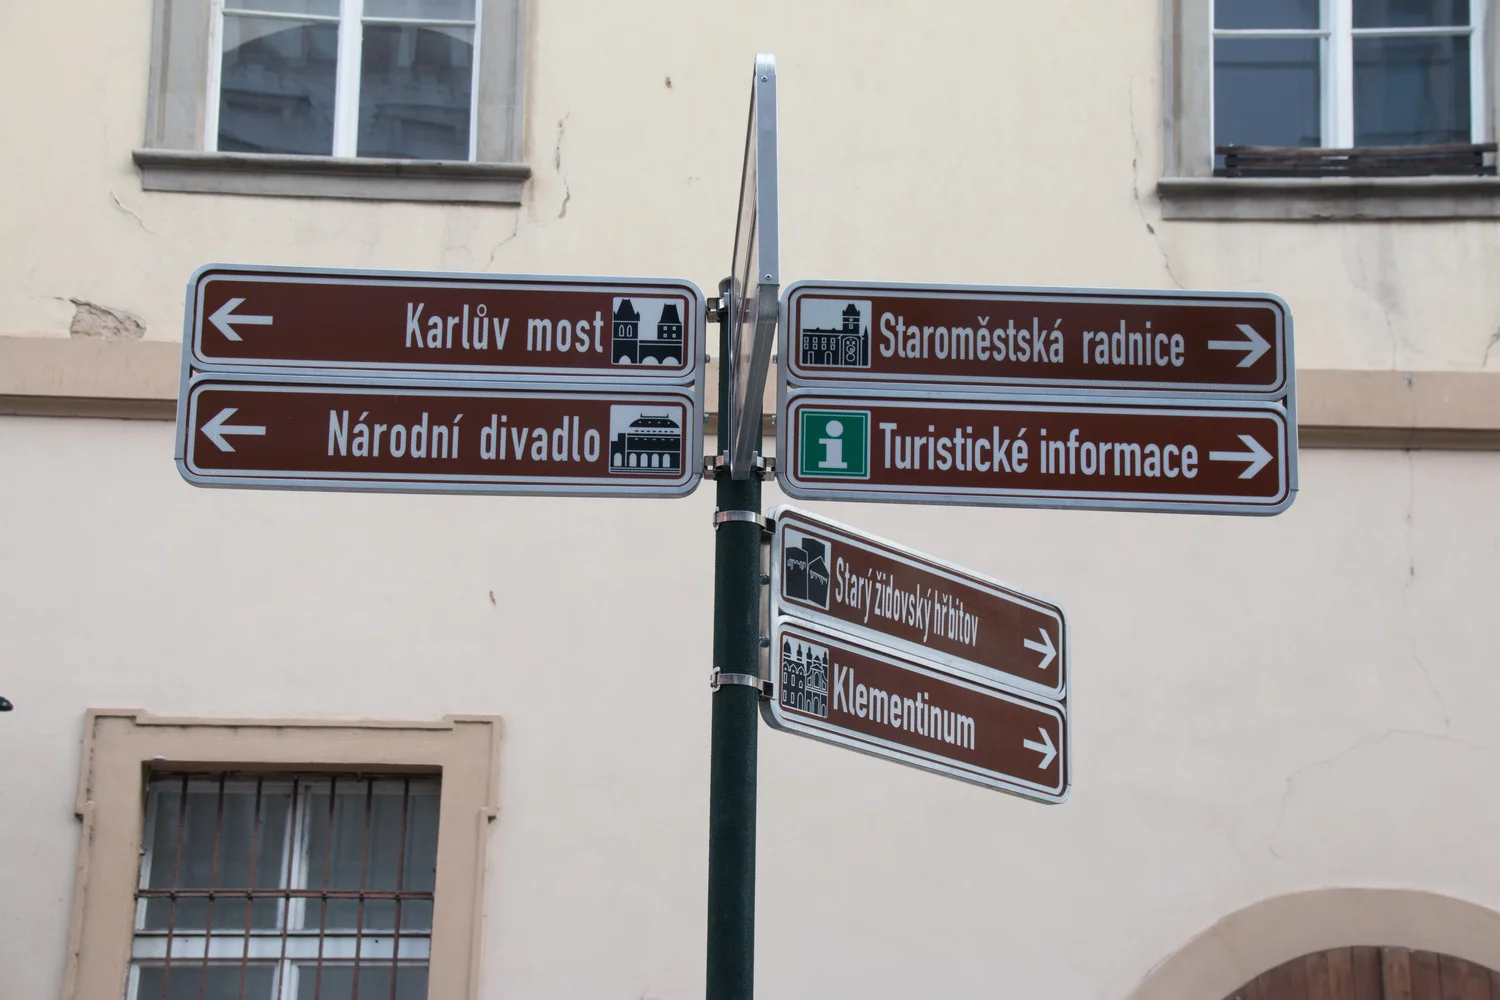 Karlův most
Národní divadlo
Staroměstská radnice
Turistické informace
Starý židovský hřbitov
Klementinum